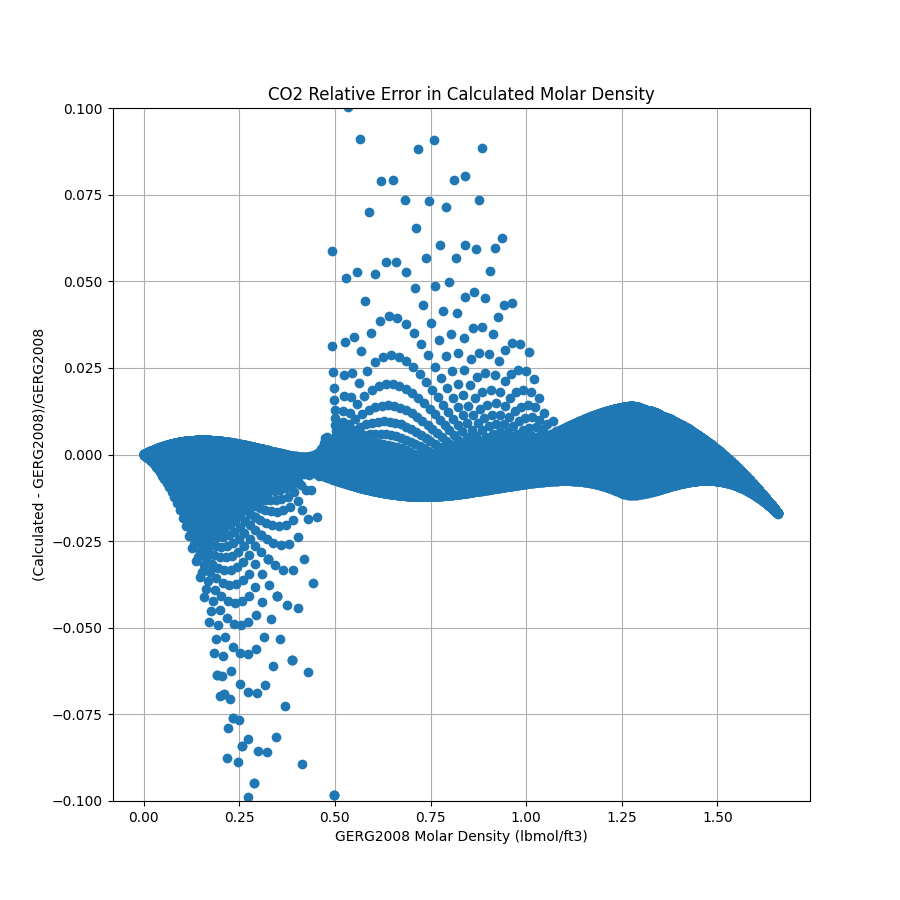 CO2 Relative Error in Calculated Molar Density
0.100
0.075
0.050
0.025
0.000
−0.025
−0.050
−0.075
−0.100
(Calculated - GERG2008)/GERG2008
0.00 0.25 0.50 0.75 1.00 1.25 1.50
GERG2008 Molar Density (lbmol/ft3)